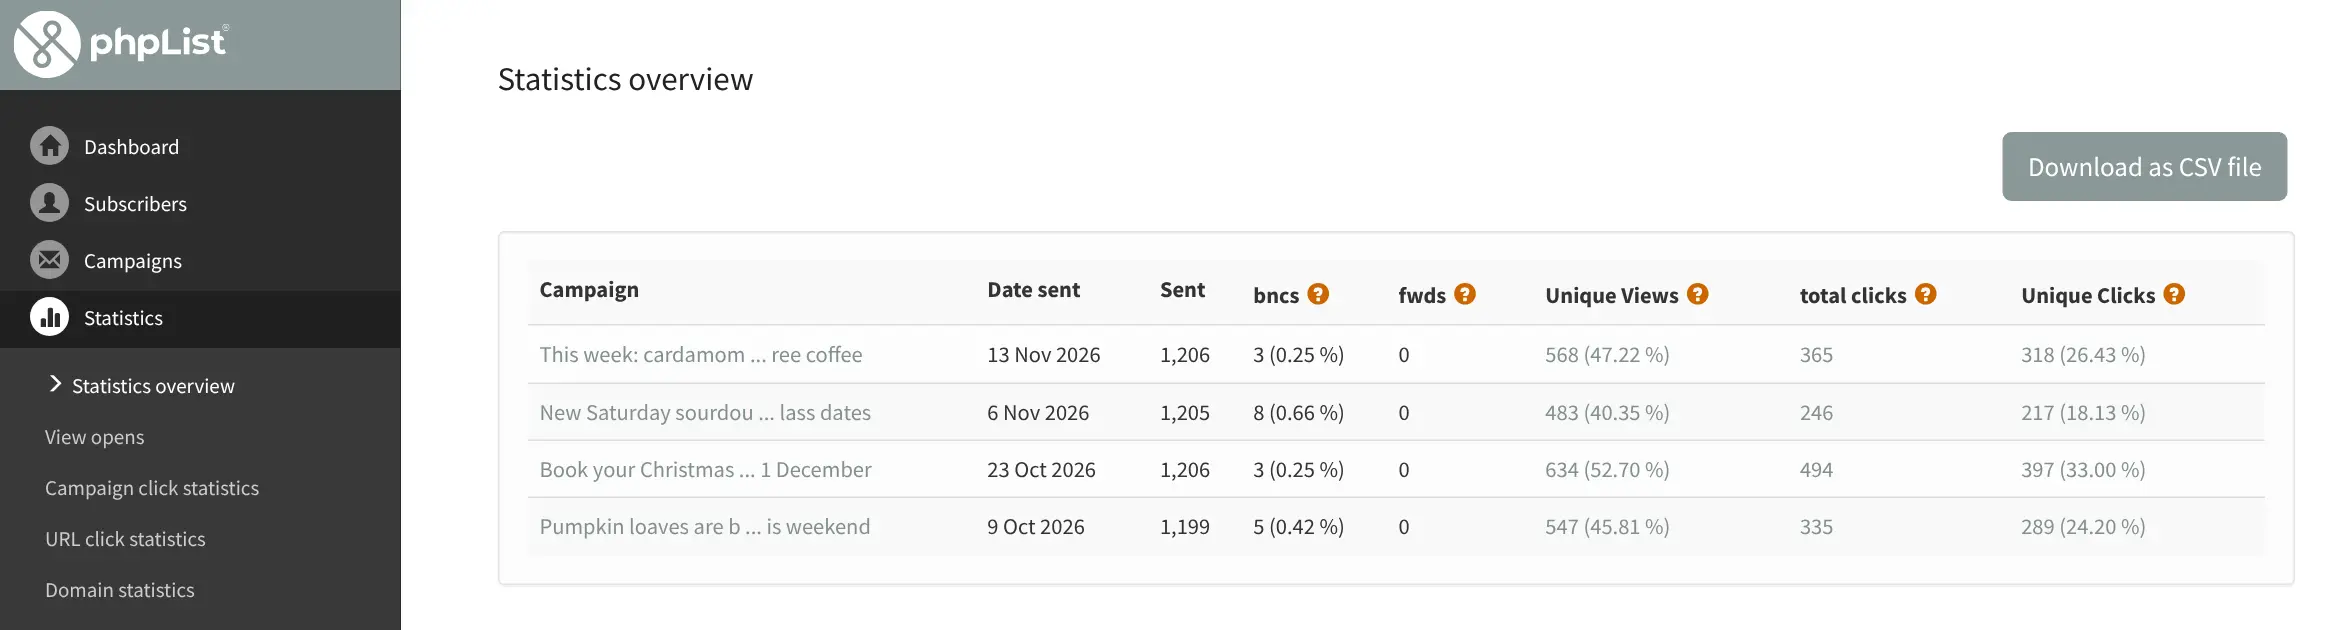 phpList®
Dashboard
Subscribers
Campaigns
Statistics
Statistics overview
View opens
Campaign click statistics
URL click statistics
Domain statistics
Statistics overview
Download as CSV file
Campaign Date sent Sent bncs ? fwds ? Unique Views ? total clicks ? Unique Clicks ?
This week: cardamom ... ree coffee 13 Nov 2026 1,206 3 (0.25 %) 0 568 (47.22 %) 365 318 (26.43 %)
New Saturday sourdou ... lass dates 6 Nov 2026 1,205 8 (0.66 %) 0 483 (40.35 %) 246 217 (18.13 %)
Book your Christmas ... 1 December 23 Oct 2026 1,206 3 (0.25 %) 0 634 (52.70 %) 494 397 (33.00 %)
Pumpkin loaves are b ... is weekend 9 Oct 2026 1,199 5 (0.42 %) 0 547 (45.81 %) 335 289 (24.20 %)